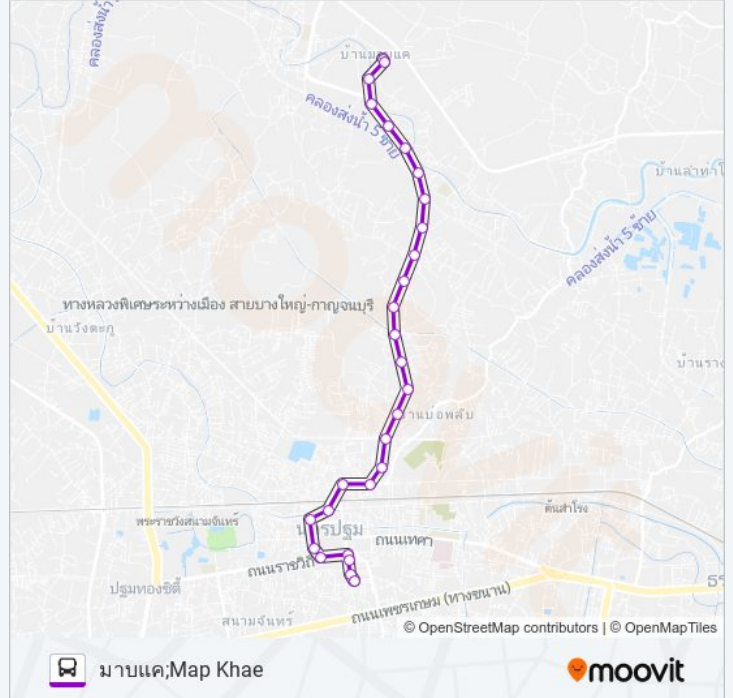 คลองส่งน้ำ
บ้านมาบแค
คลองส่งน้ำ 5 ซ้าย
บ้านลำท่าโ
คลองส่งน้ำ 5 ซ้าย
ทางหลวงพิเศษระหว่างเมือง สายบางใหญ่-กาญจนบุรี
บ้านวังตะกู
บ้านราง
านบ่อพลับ
ต้นสำโรง
พระราชวังสนามจันทร์
นครปฐม
ถนนเทศา
ถนนราชวิถี
ปฐมทองซิตี้
ถนนเพชรเกษม (ทางขนาน)
สนามจันทร์
© OpenStreetMap contributors | © OpenMapTiles
มาบแค;Map Khae
moovit